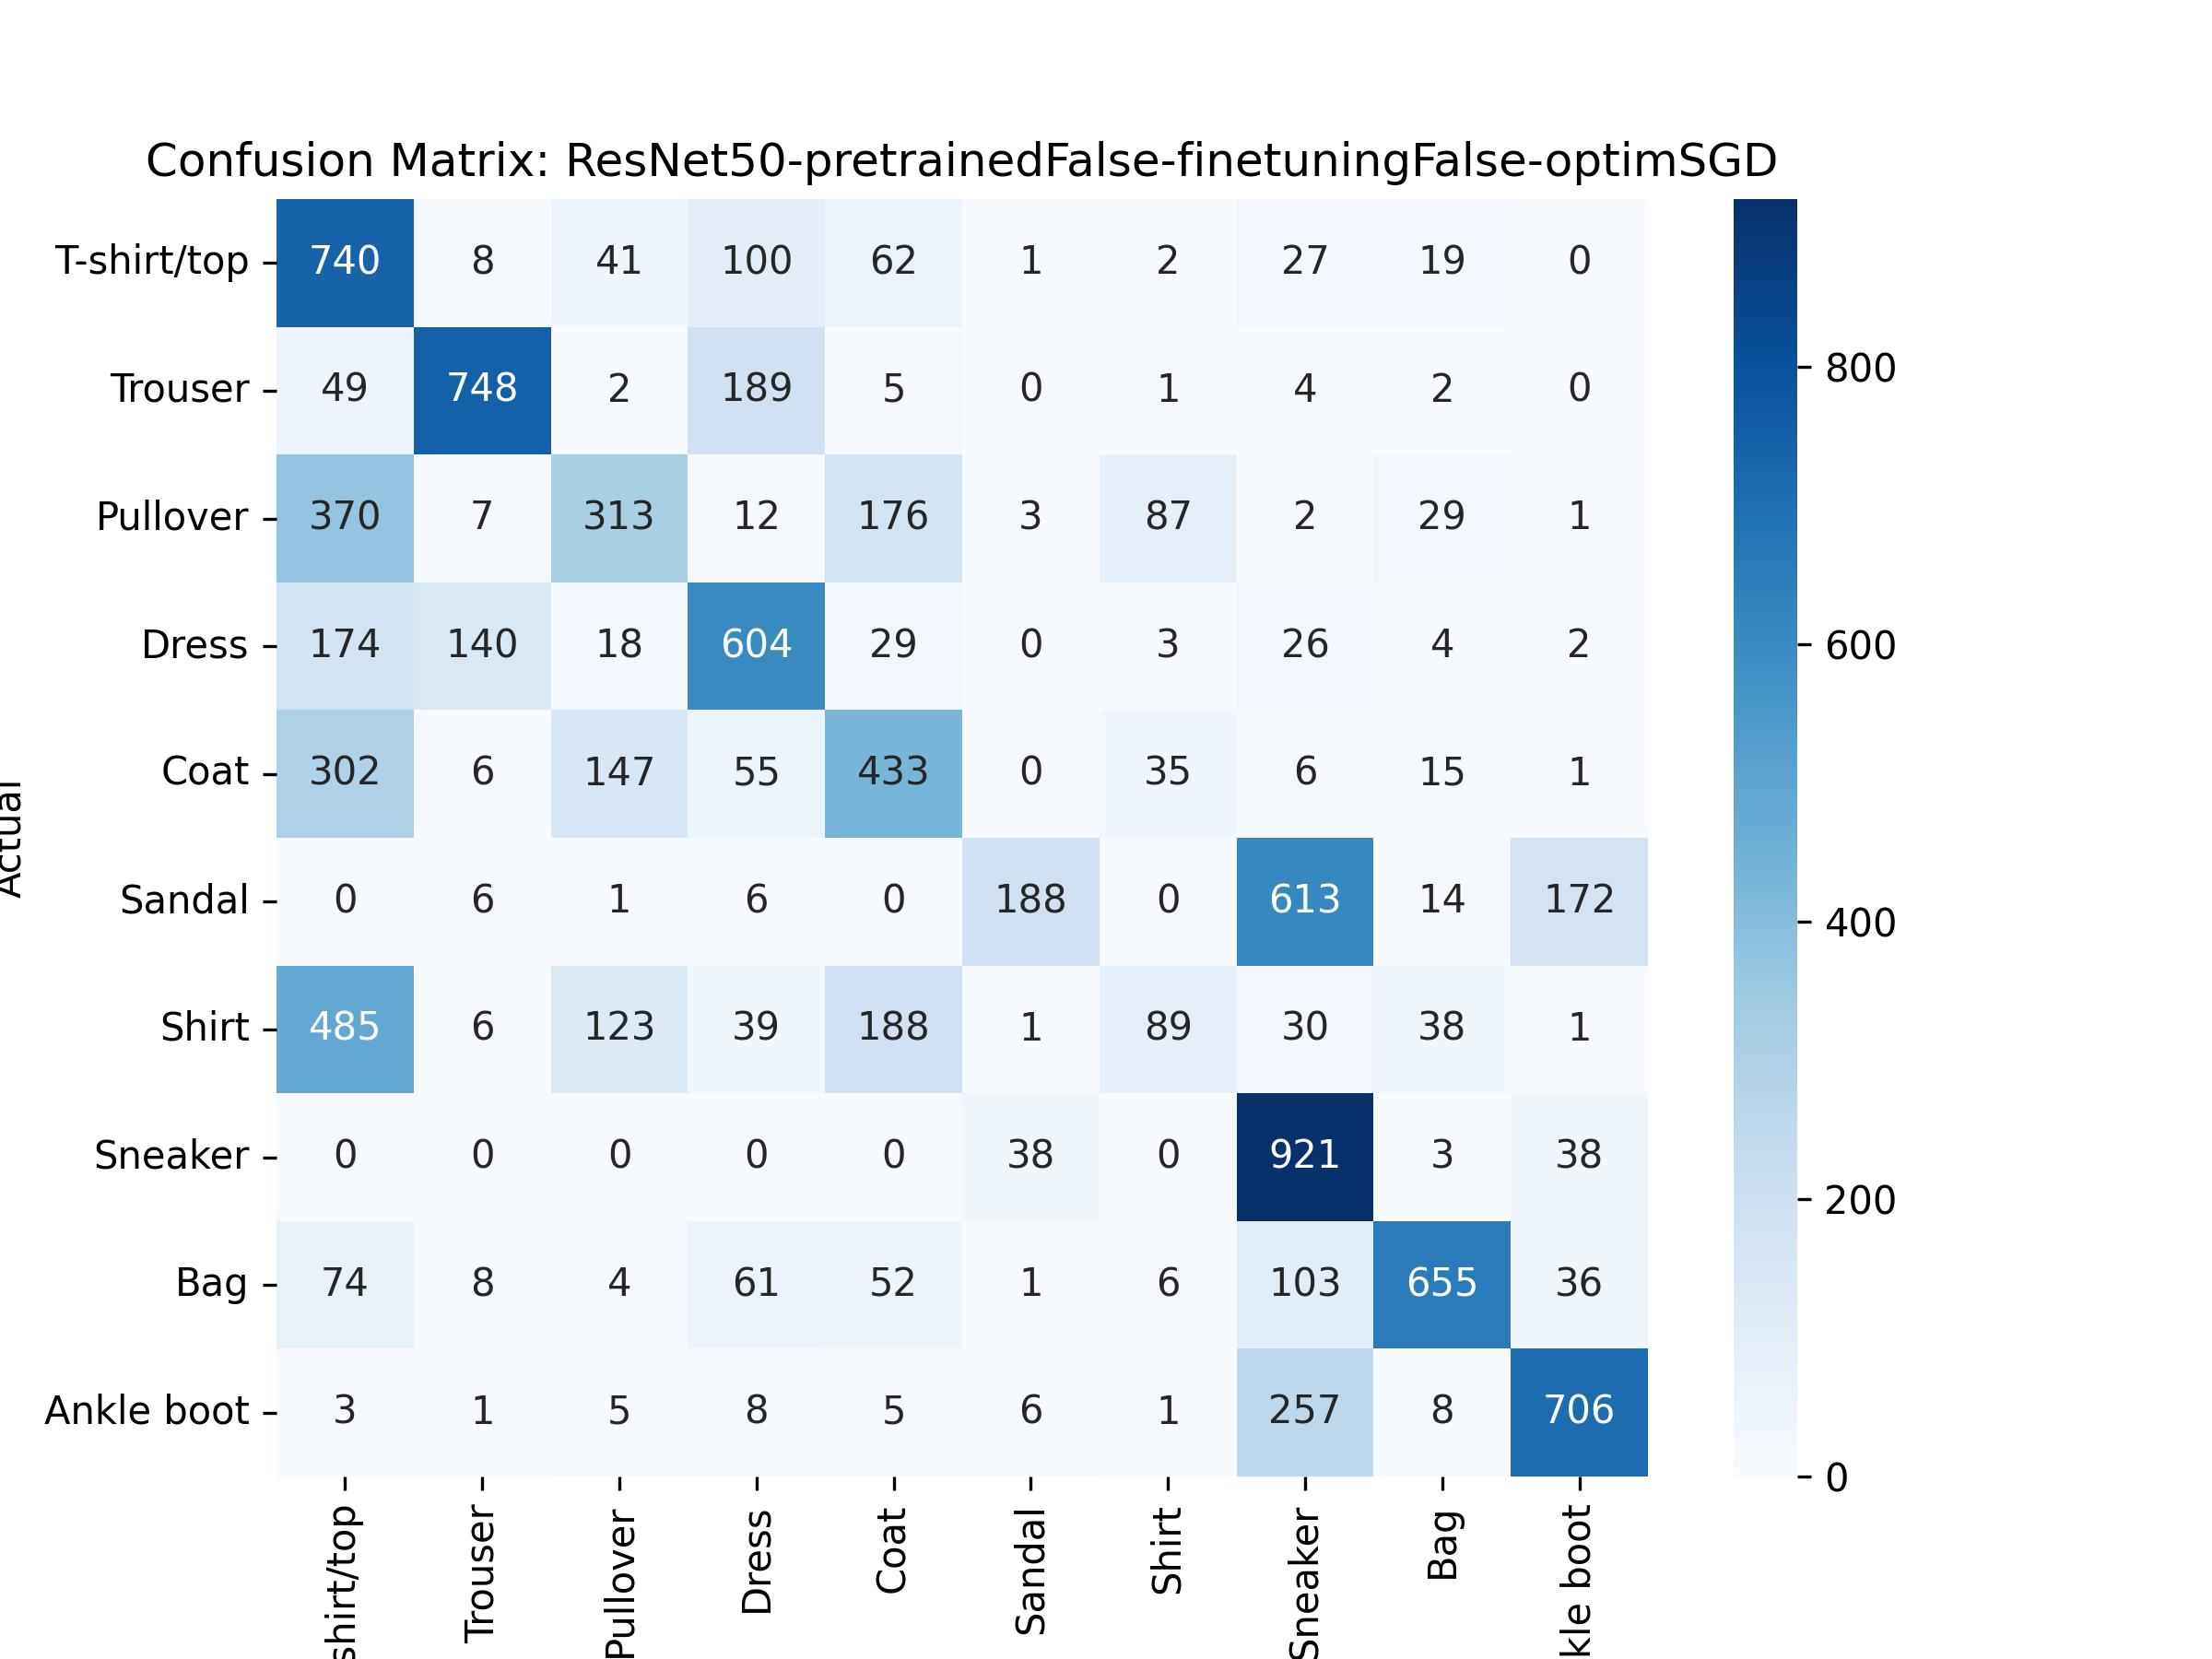 Confusion Matrix: ResNet50-pretrainedFalse-finetuningFalse-optimSGD
T-shirt/top 740 8 41 100 62 1 2 27 19 0
Trouser 49 748 2 189 5 0 1 4 2 0
Pullover 370 7 313 12 176 3 87 2 29 1
Dress 174 140 18 604 29 0 3 26 4 2
Coat 302 6 147 55 433 0 35 6 15 1
Sandal 0 6 1 6 0 188 0 613 14 172
Shirt 485 6 123 39 188 1 89 30 38 1
Sneaker 0 0 0 0 0 38 0 921 3 38
Bag 74 8 4 61 52 1 6 103 655 36
Ankle boot 3 1 5 8 5 6 1 257 8 706
shirt/top Trouser Pullover Dress Coat Sandal Shirt Sneaker Bag kle boot
Actual
800
600
400
200
0